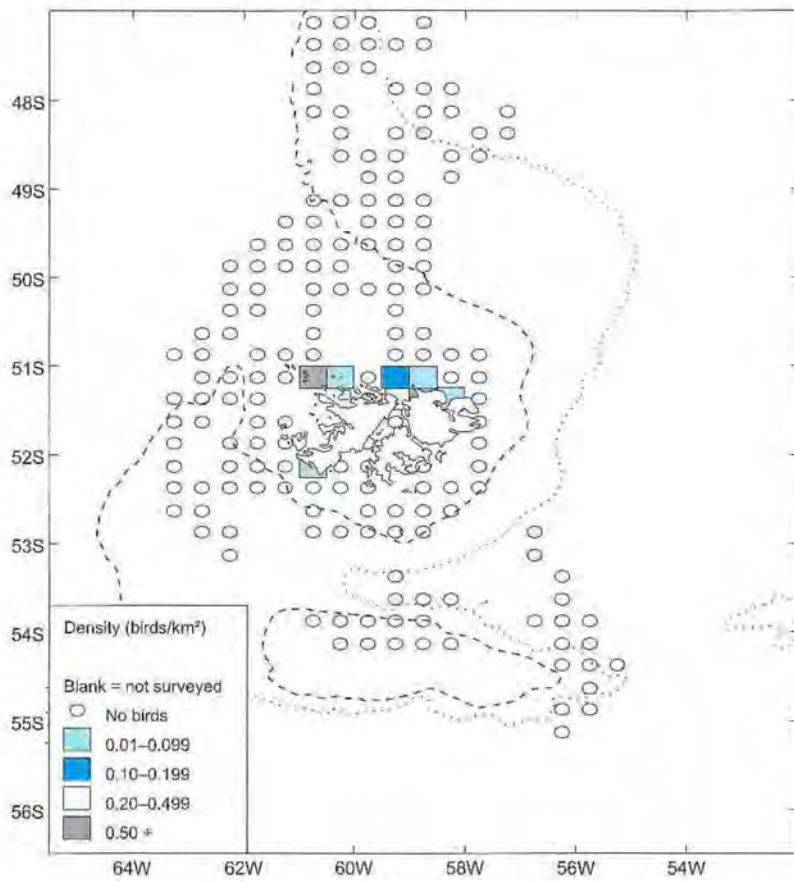 48S
49S
50S
51S
52S
53S
54S
55S
56S
Density (birds/km²)
Blank = not surveyed
No birds
0.01–0.099
0.10–0.199
0.20–0.499
0.50 +
64W 62W 60W 58W 56W 54W